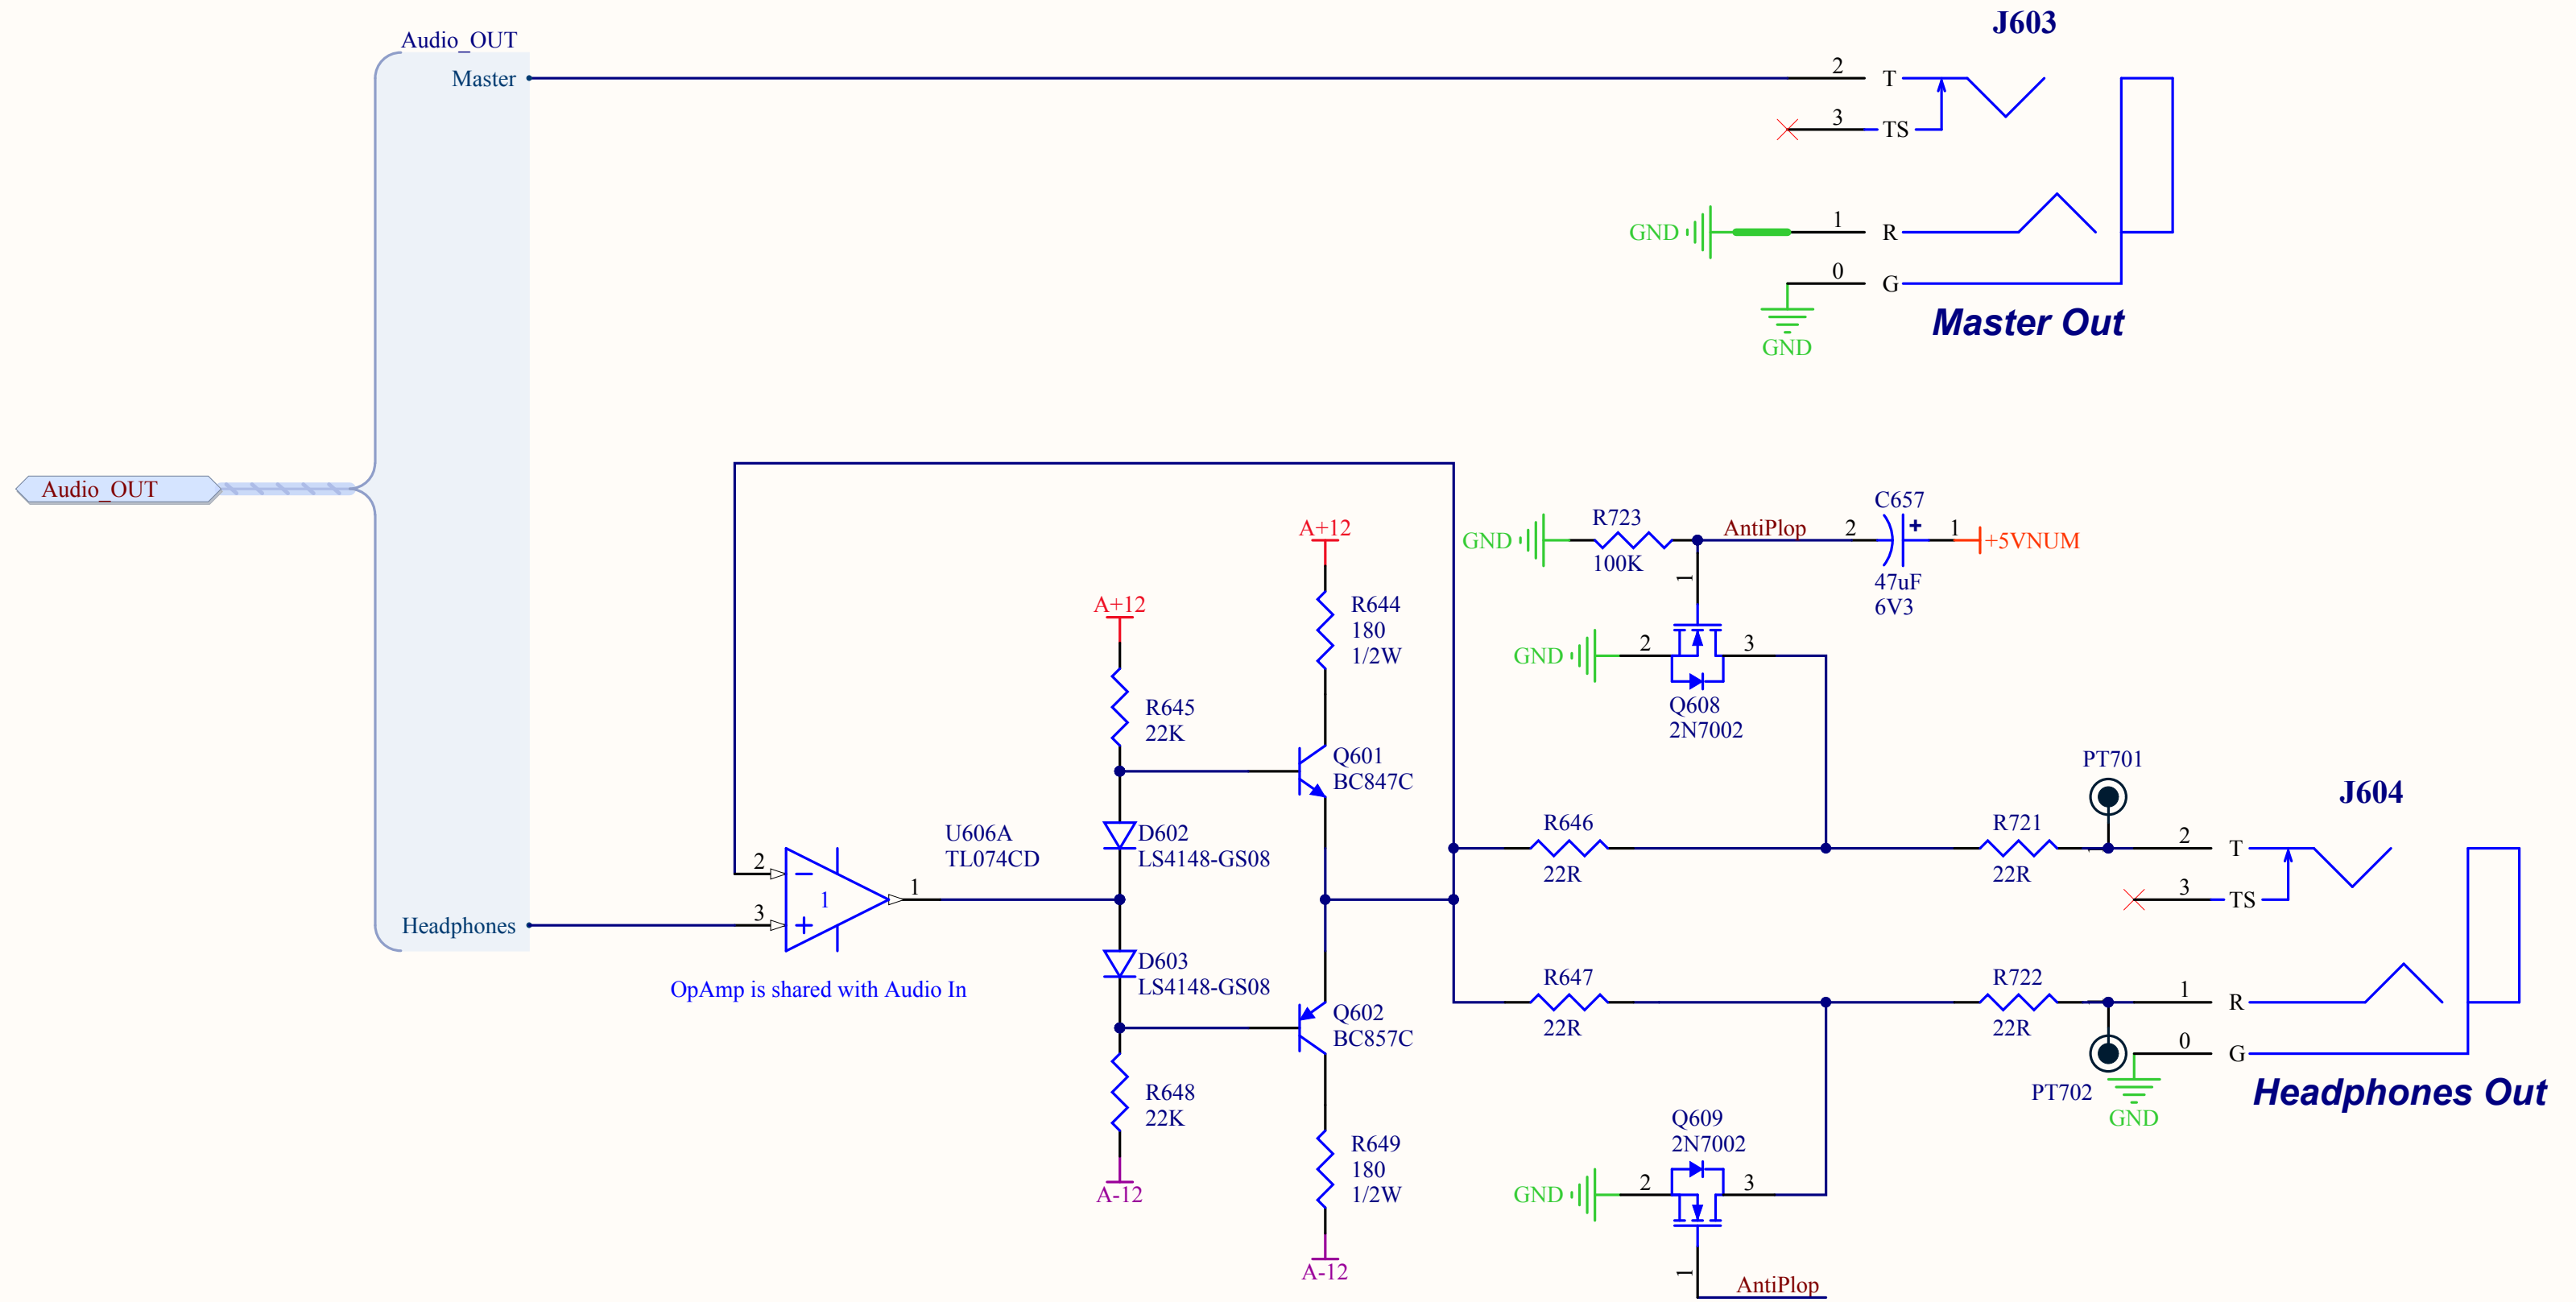 J603
Audio_OUT
Master
2
T
3
TS
GND
1
R
0
G
GND
Master Out
Audio_OUT
A+12
R644
180
1/2W
A+12
R645
22K
Q601
BC847C
U606A
TL074CD
D602
LS4148-GS08
2
3
1
1
Headphones
OpAmp is shared with Audio In
D603
LS4148-GS08
Q602
BC857C
R648
22K
A-12
R649
180
1/2W
A-12
GND
R723
100K
AntiPlop
2
C657
+
1
+5VNUM
47uF
6V3
1
GND
2
3
Q608
2N7002
R646
22R
R721
22R
PT701
J604
2
T
3
TS
R647
22R
R722
22R
1
R
0
G
PT702
GND
Headphones Out
Q609
2N7002
GND
2
3
1
AntiPlop